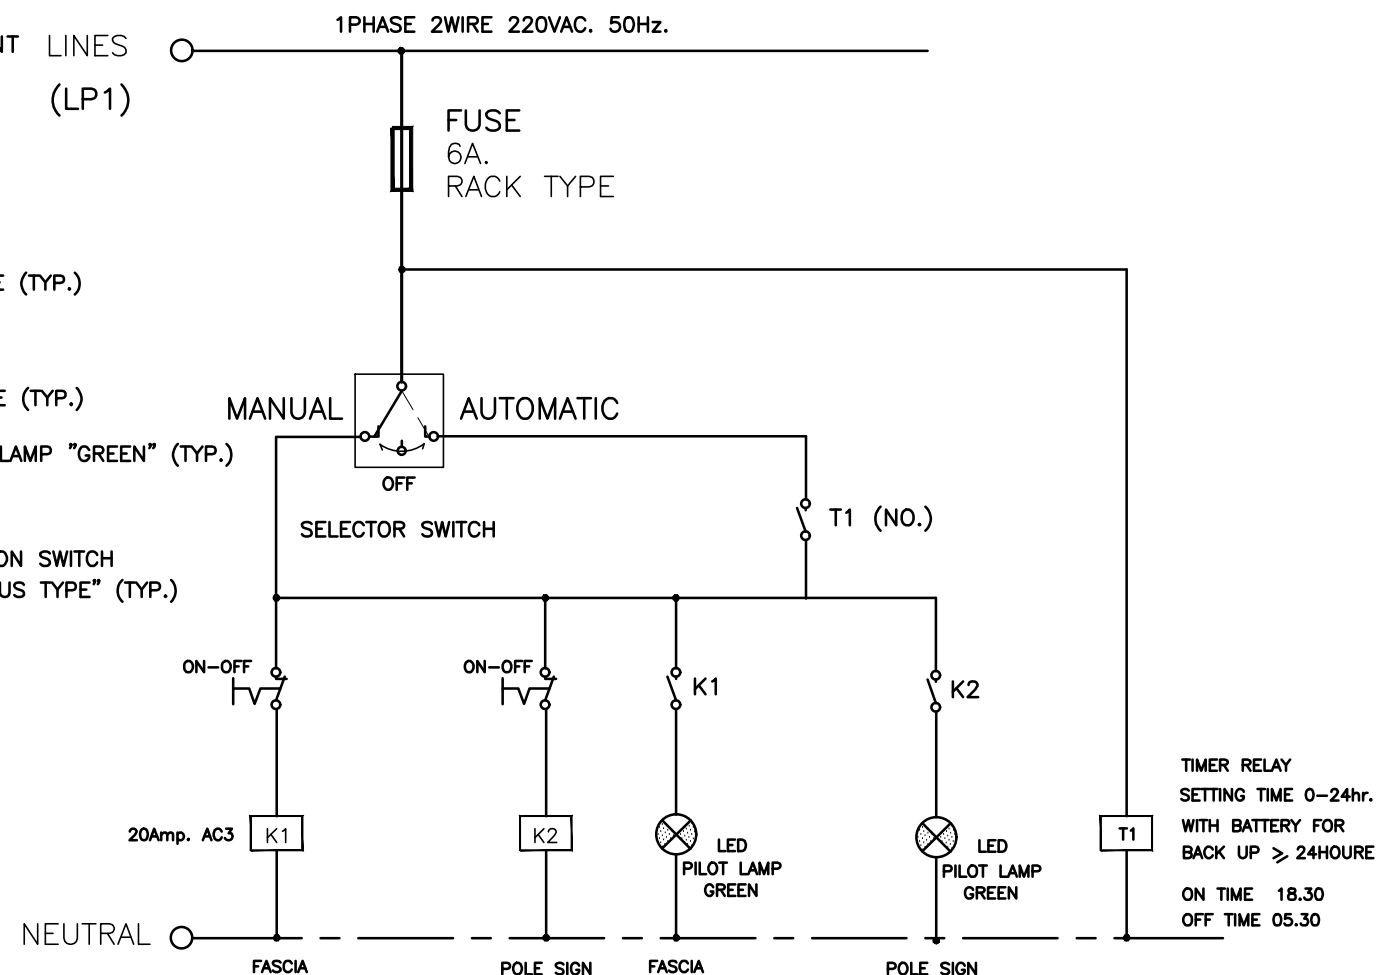 1PHASE 2WIRE 220VAC. 50Hz.
NT LINES
(LP1)
FUSE
6A.
RACK TYPE
E (TYP.)
E (TYP.)
MANUAL
AUTOMATIC
LAMP "GREEN" (TYP.)
OFF
SELECTOR SWITCH
T1 (NO.)
ON SWITCH
US TYPE" (TYP.)
ON-OFF
ON-OFF
K1
K2
TIMER RELAY
SETTING TIME 0-24hr.
WITH BATTERY FOR
BACK UP ⩾ 24HOURE
ON TIME 18.30
OFF TIME 05.30
20Amp. AC3
K1
K2
LED
PILOT LAMP
GREEN
LED
PILOT LAMP
GREEN
T1
NEUTRAL
FASCIA
POLE SIGN
FASCIA
POLE SIGN